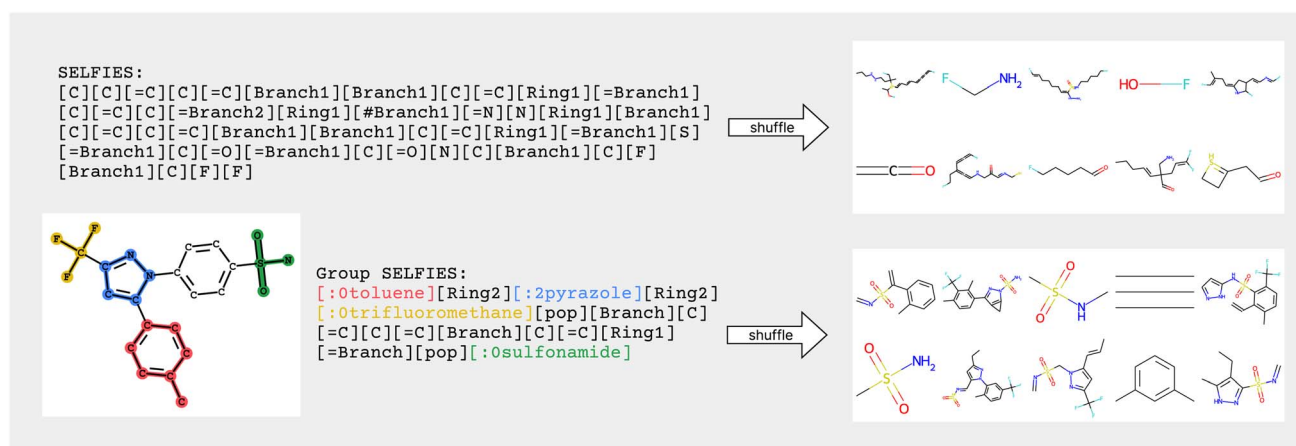 SELFIES:
[C][C][=C][C][=C][Branch1][Branch1][C][=C][Ring1][=Branch1]
[C][=C][C][=Branch2][Ring1][#Branch1][=N][N][Ring1][Branch1]
[C][=C][C][=C][Branch1][Branch1][C][=C][Ring1][=Branch1][S]
[=Branch1][C][=O][=Branch1][C][=O][N][C][Branch1][C][F]
[Branch1][C][F][F]
shuffle
F NH₂ HO F
C O
Group SELFIES:
[:0toluene][Ring2][:2pyrazole][Ring2]
[:0trifluoromethane][pop][Branch][C]
[=C][C][=C][Branch][C][=C][Ring1]
[=Branch][pop][:0sulfonamide]
shuffle
O S O NH
O S O NH₂